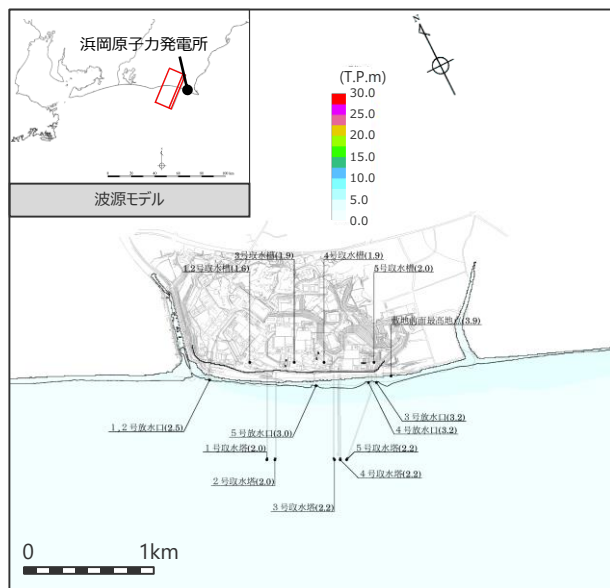 浜岡原子力発電所
波源モデル
N
(T.P.m)
30.0
25.0
20.0
15.0
10.0
5.0
0.0
3号取水槽(1.9)
4号取水槽(1.9)
1,2号取水槽(1.6)
5号取水槽(2.0)
敷地前面最高地点(3.9)
1,2号放水口(2.5)
5号放水口(3.0)
3号放水口(3.2)
4号放水口(3.2)
1号取水塔(2.0)
2号取水塔(2.0)
5号取水塔(2.2)
4号取水塔(2.2)
3号取水塔(2.2)
0 1km